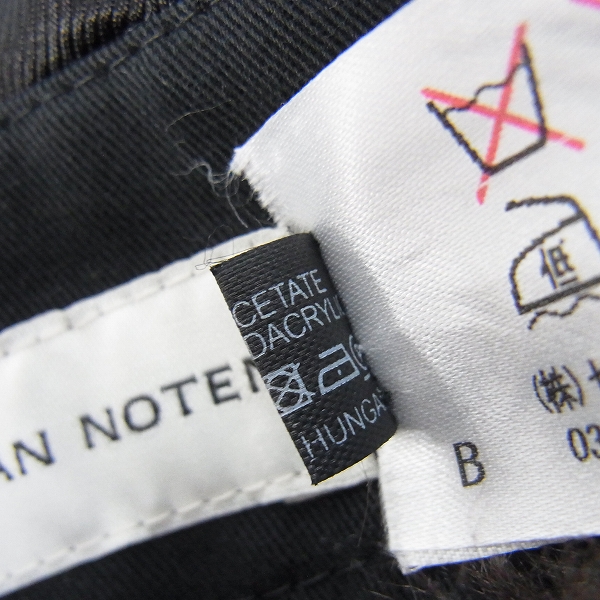 低
(株)
03
B
CETATE
DACRYL
HUNGA
AN NOTEN